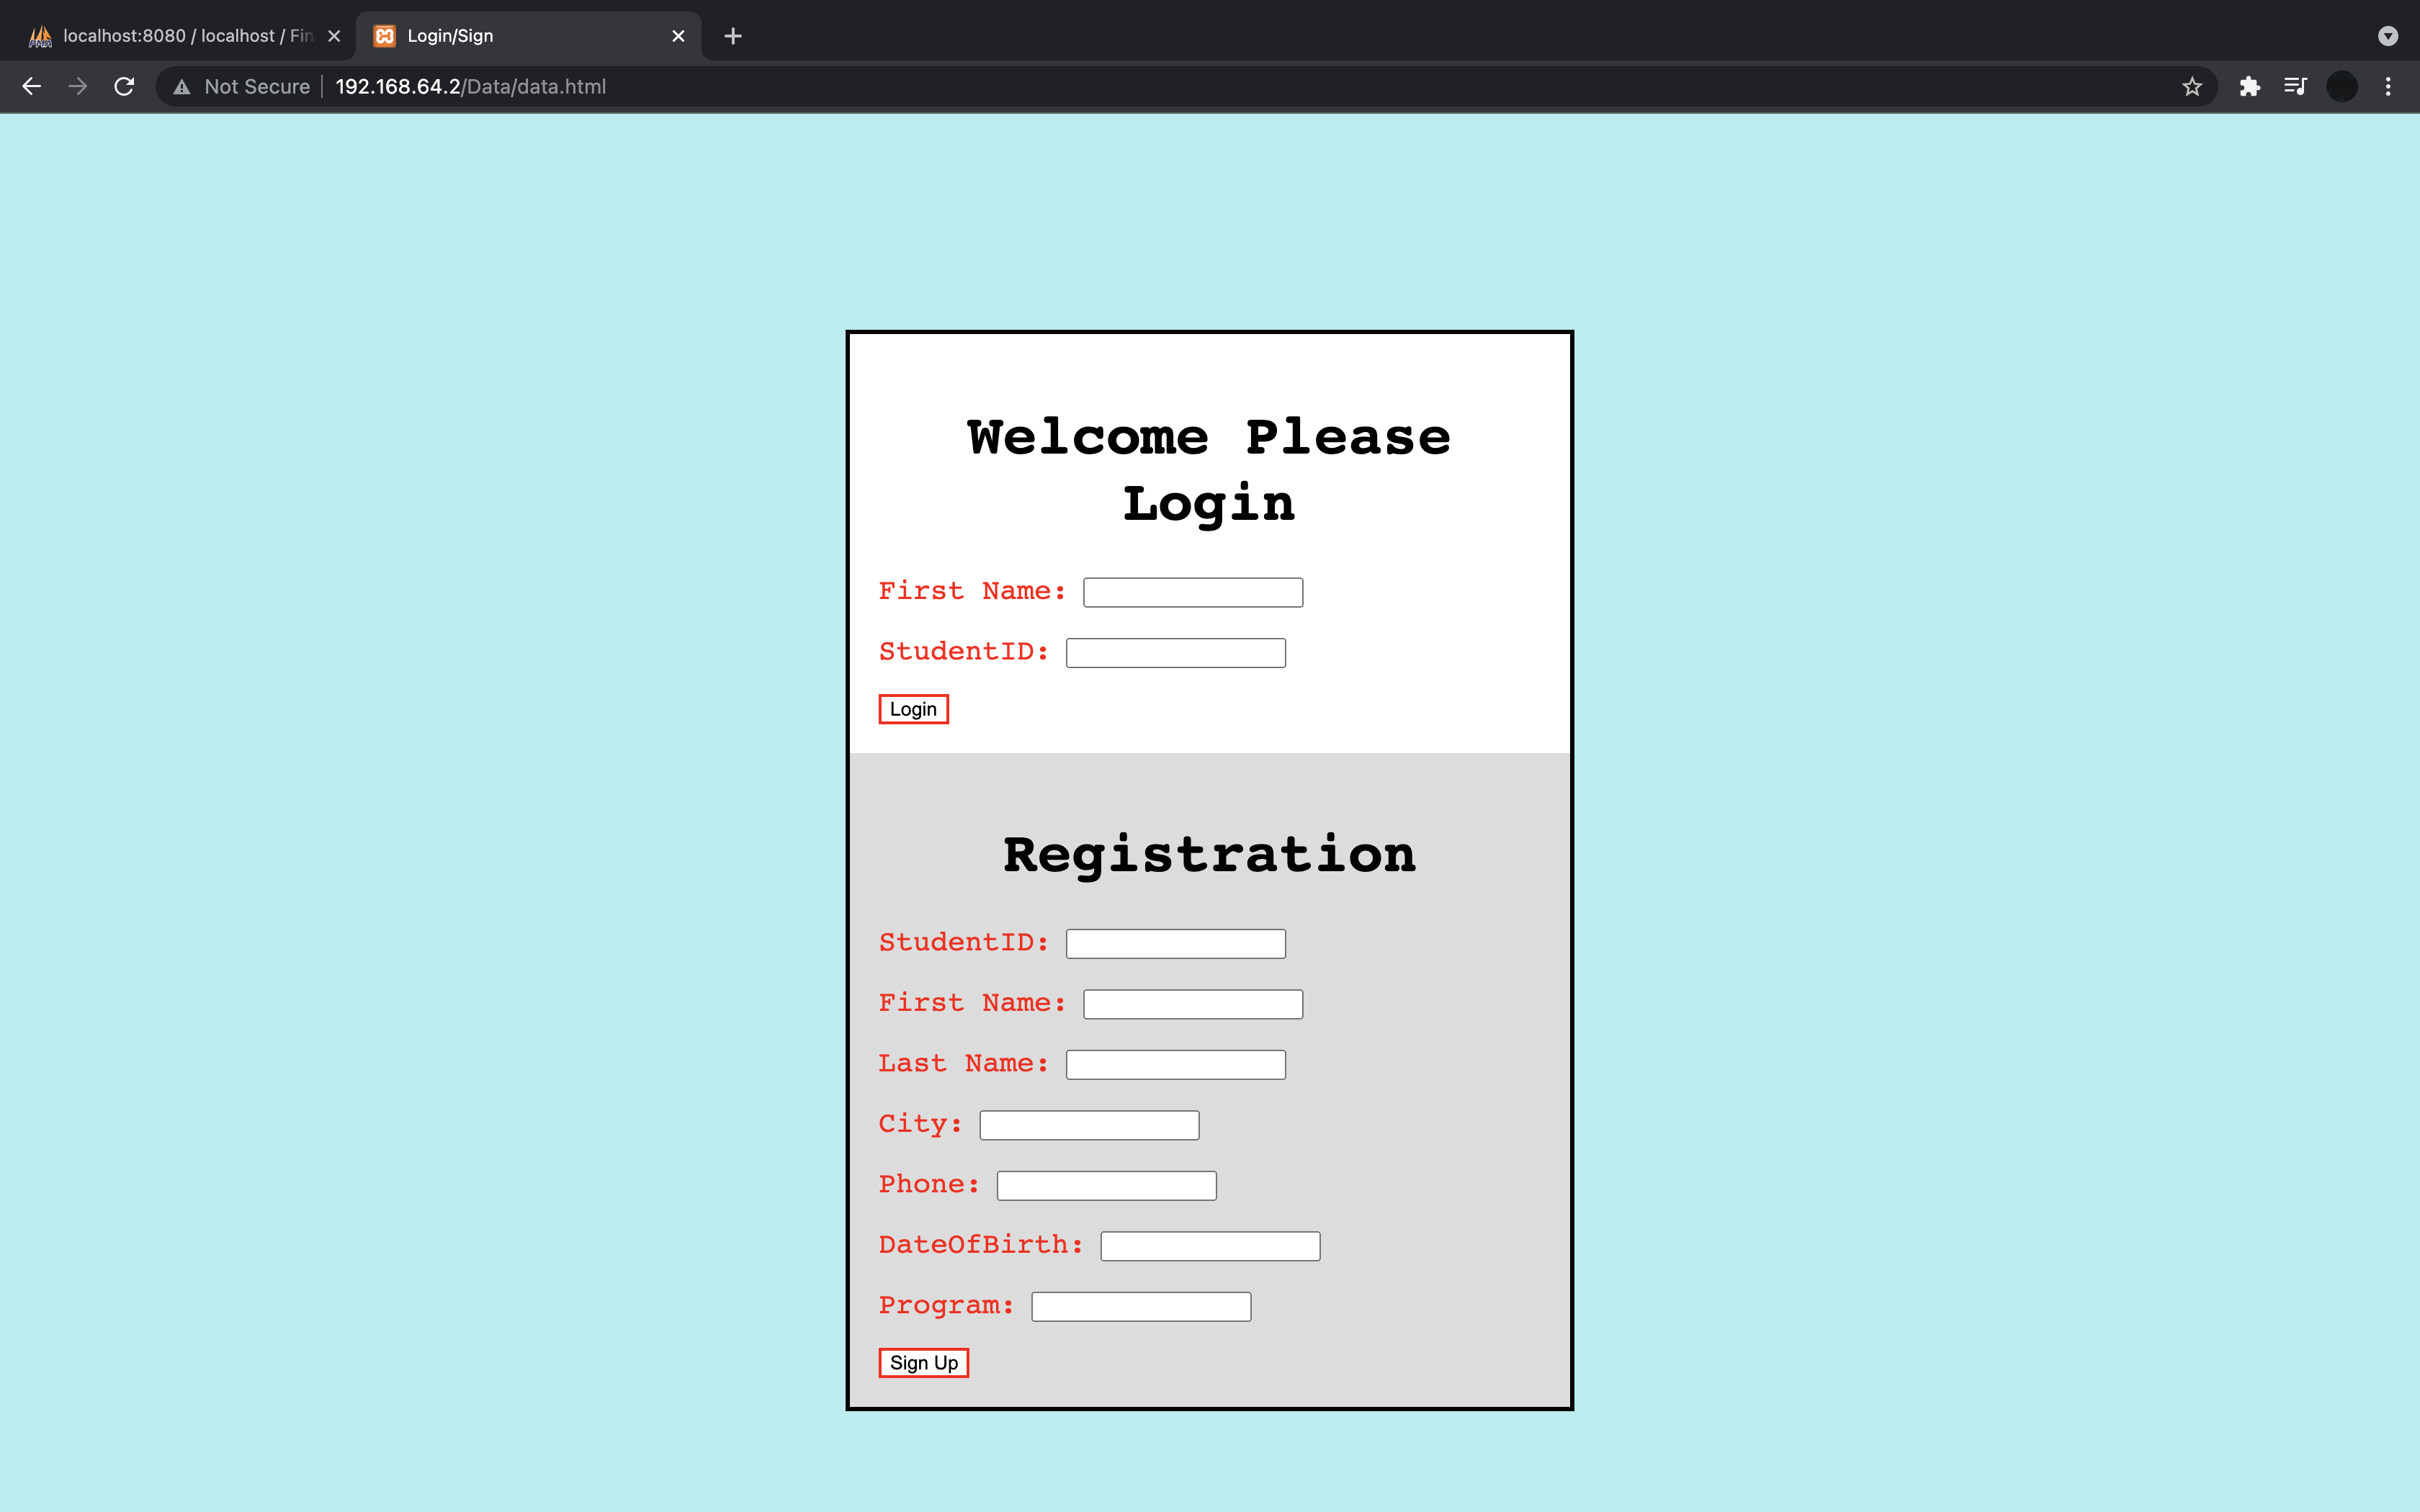 localhost:8080 / localhost / Fin
Login/Sign
Not Secure 192.168.64.2/Data/data.html
Welcome Please
Login
First Name:
StudentID:
Login
Registration
StudentID:
First Name:
Last Name:
City:
Phone:
DateOfBirth:
Program:
Sign Up